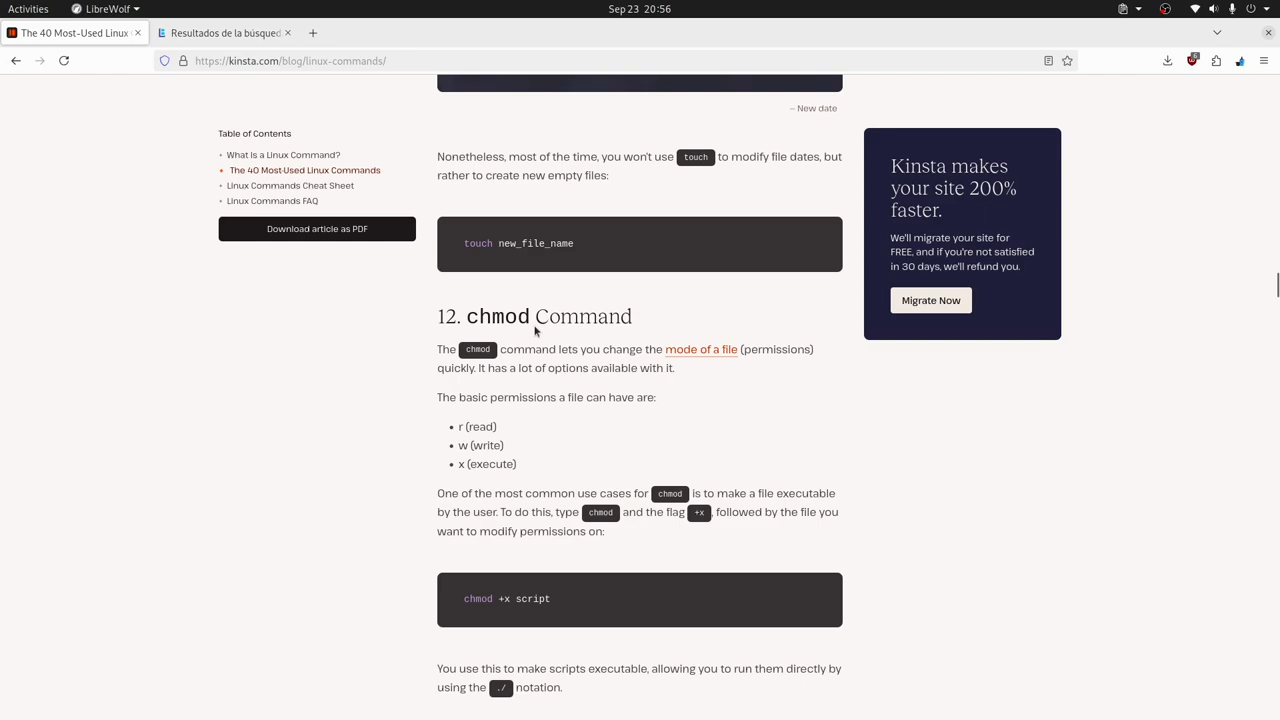 Activities
LibreWolf
Sep 23 20:56
The 40 Most-Used Linux
Resultados de la búsqued
https://kinsta.com/blog/linux-commands/
6
— New date
Table of Contents
What is a Linux Command?
The 40 Most-Used Linux Commands
Linux Commands Cheat Sheet
Linux Commands FAQ
Download article as PDF
Nonetheless, most of the time, you won't use touch to modify file dates, but
rather to create new empty files:
touch new_file_name
12. chmod Command
The chmod command lets you change the mode of a file (permissions)
quickly. It has a lot of options available with it.
The basic permissions a file can have are:
• r (read)
• w (write)
• x (execute)
One of the most common use cases for chmod is to make a file executable
by the user. To do this, type chmod and the flag +x, followed by the file you
want to modify permissions on:
chmod +x script
You use this to make scripts executable, allowing you to run them directly by
using the ./ notation.
Kinsta makes
your site 200%
faster.
We'll migrate your site for
FREE, and if you're not satisfied
in 30 days, we'll refund you.
Migrate Now